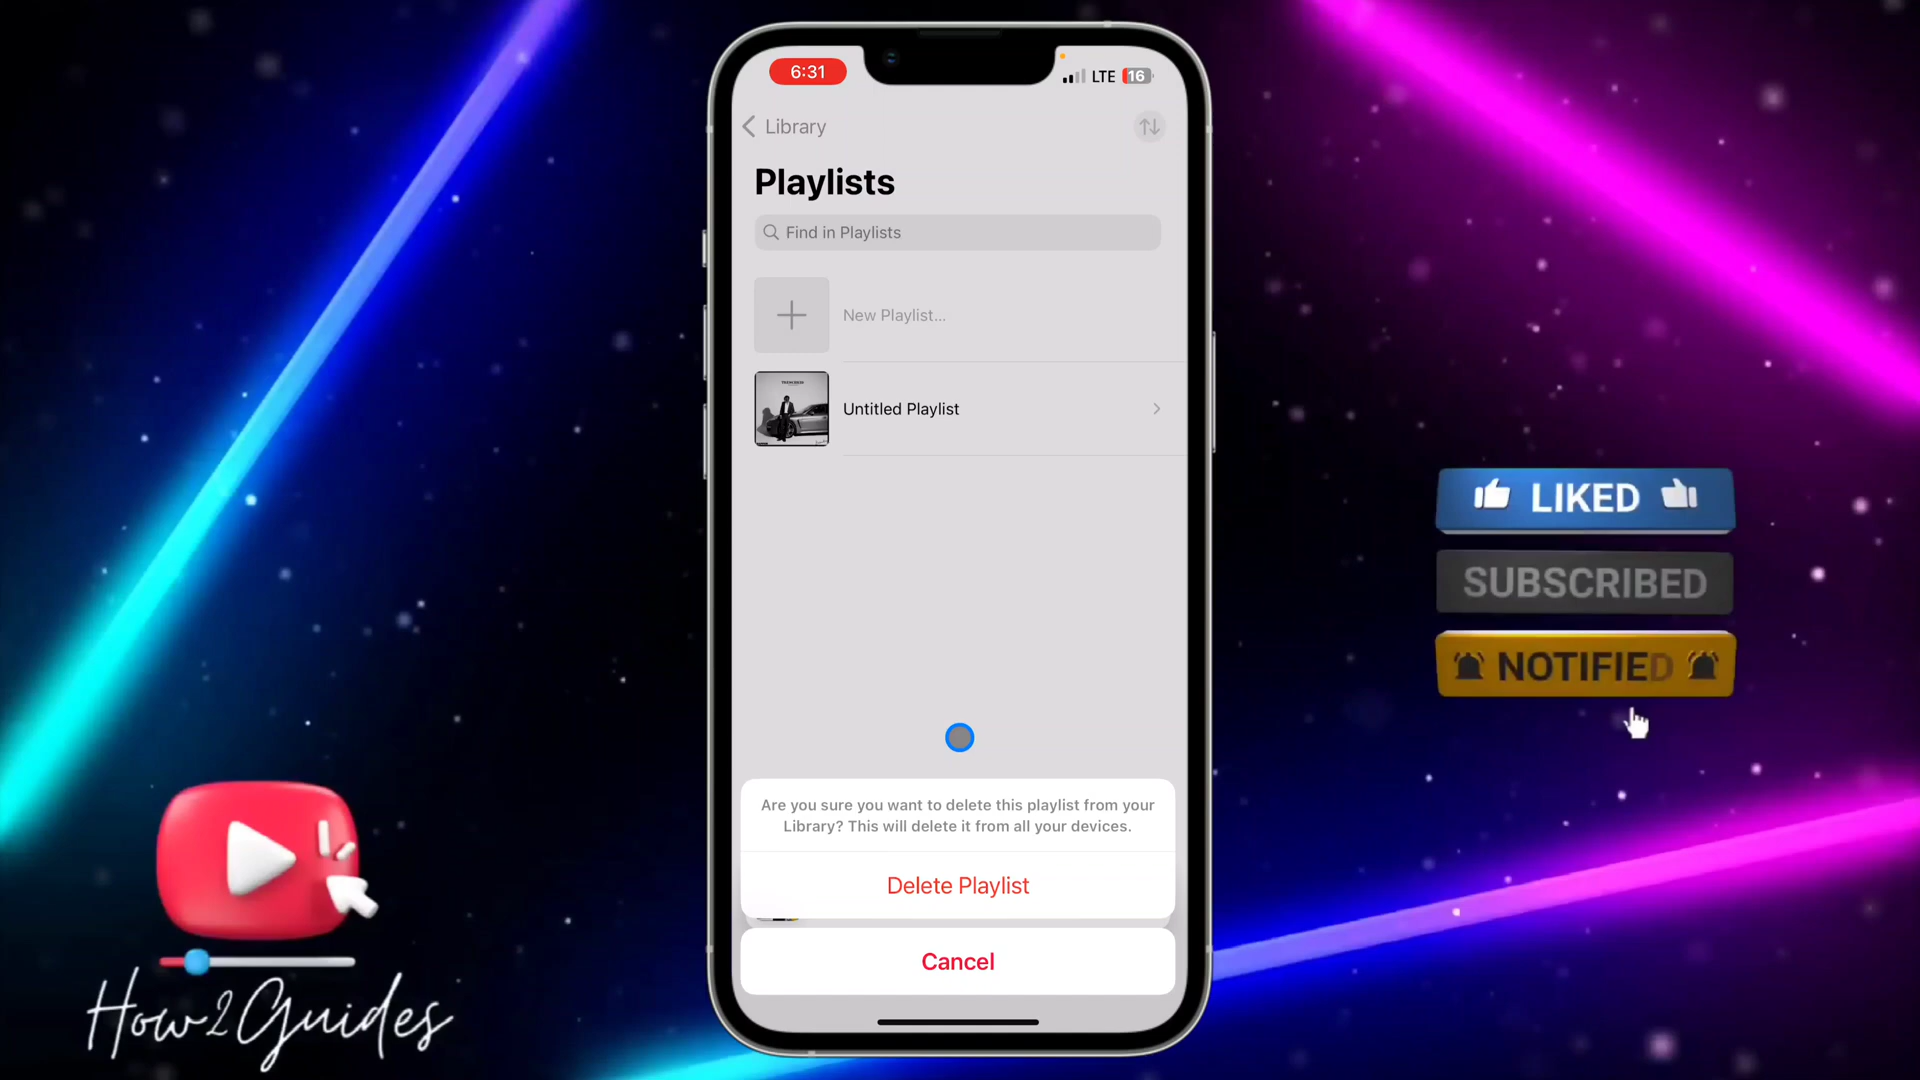 6:31
LTE 16
Library
Playlists
Find in Playlists
New Playlist...
Untitled Playlist
Are you sure you want to delete this playlist from your
Library? This will delete it from all your devices.
Delete Playlist
Cancel
LIKED
SUBSCRIBED
NOTIFIED
How2Guides